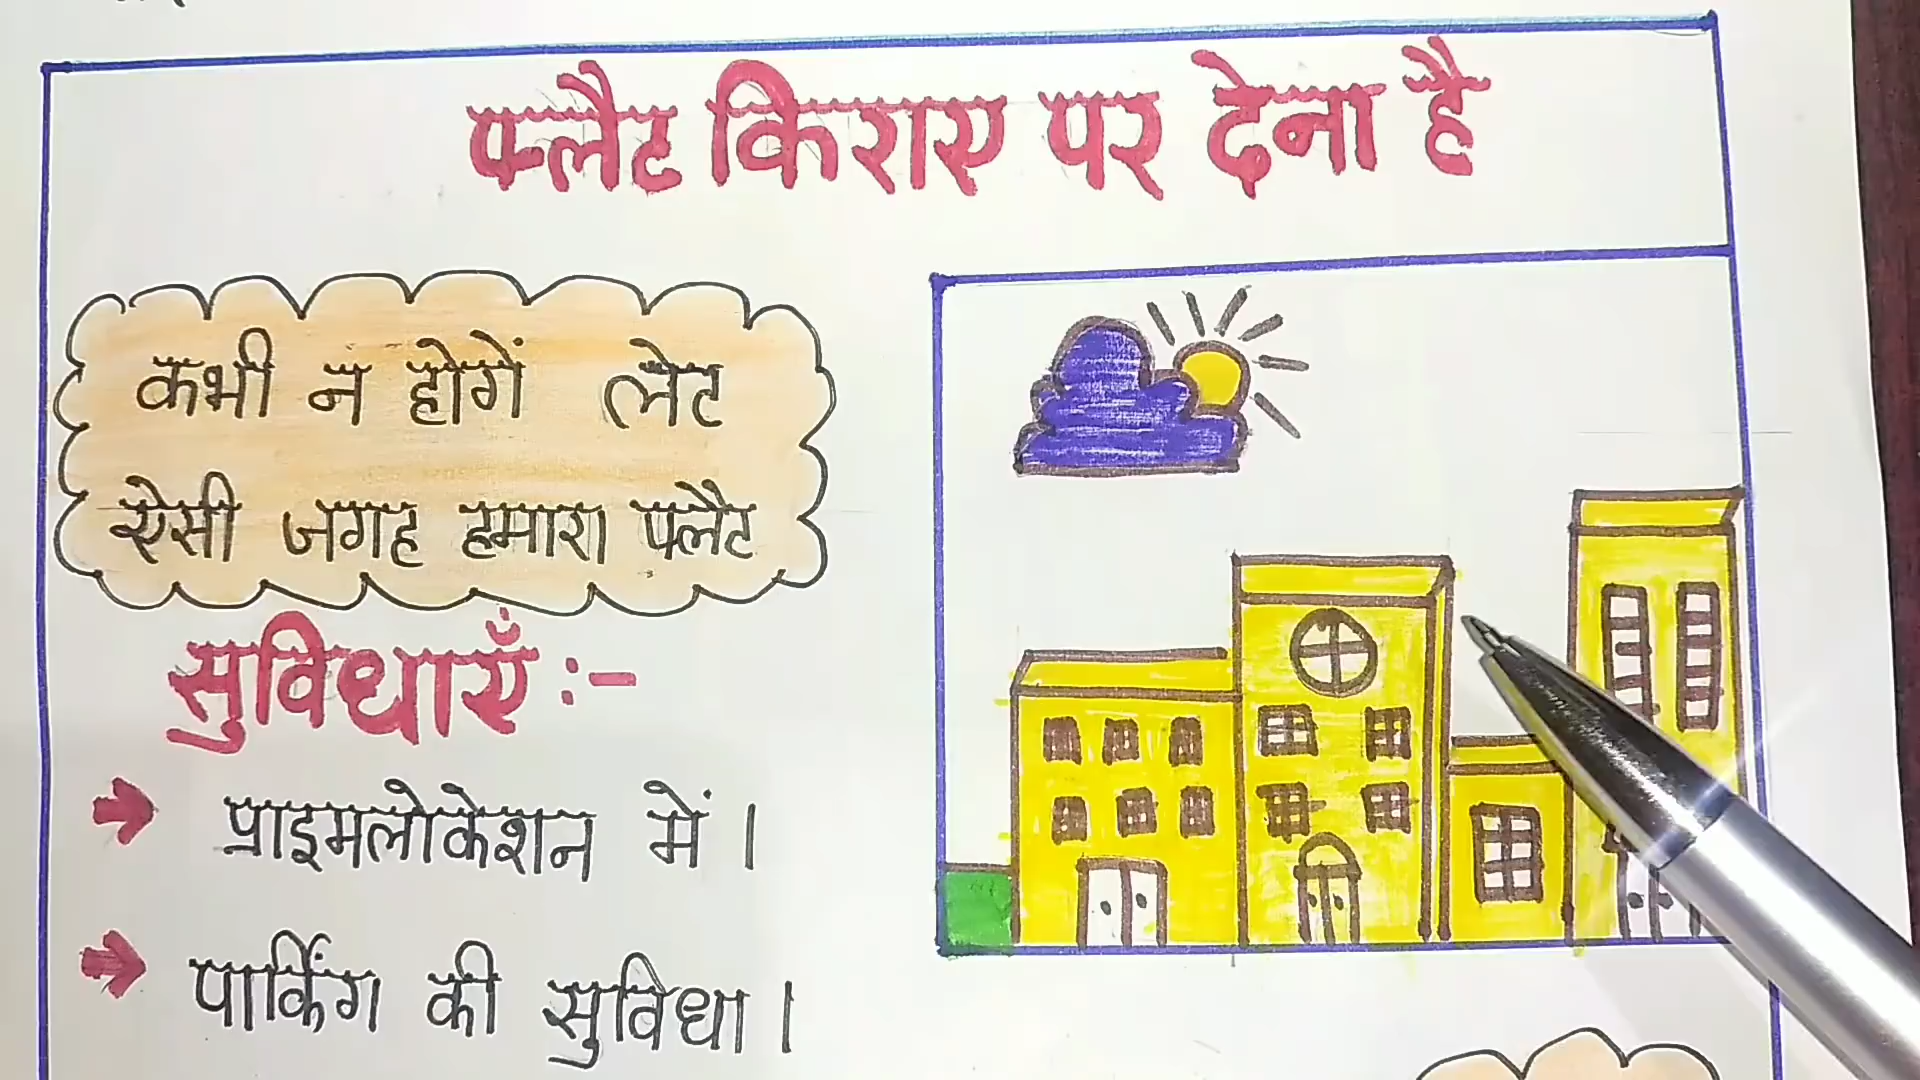 फ्लैट किराए पर देना है
कभी न होगें लेट
ऐसी जगह हमारा फ्लैट
सुविधाएँ :-
प्राइमलोकेशन में।
पार्किंग की सुविधा।